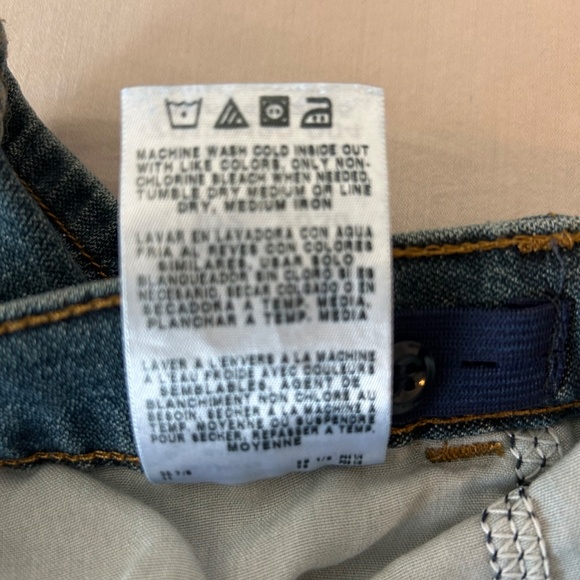 MACHINE WASH COLD INSIDE OUT
WITH LIKE COLORS, ONLY NON-
CHLORINE BLEACH WHEN NEEDED,
TUMBLE DRY MEDIUM OR LINE
DRY, MEDIUM IRON
LAVAR EN LAVADORA CON AGUA
FRIA AL REVES CON COLORES
SIMILARES, USAR SOLO
BLANQUEADOR SIN CLORO SI ES
NECESARIO, SECAR COLGADO O EN
SECADORA A TEMP. MEDIA,
PLANCHAR A TEMP. MEDIA
LAVER A L'ENVERS A LA MACHINE
A L'EAU FROIDE AVEC COULEURS
SEMBLABLES, AGENT DE
BLANCHIMENT NON CHLORE AU
BESOIN, SECHER A LA MACHINE A
TEMP. MOYENNE OU SUSPENDRE
POUR SECHER, REPASSER A TEMP.
MOYENNE